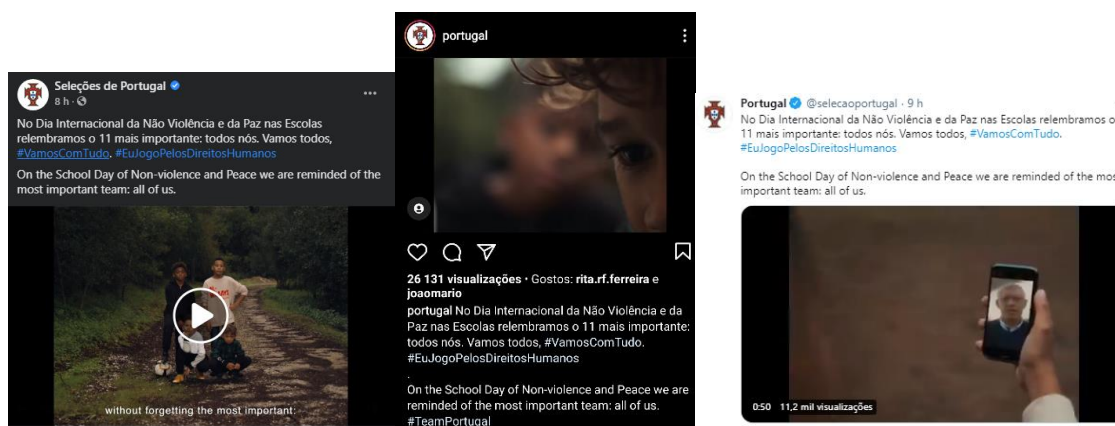 Seleções de Portugal
8 h ·
No Dia Internacional da Não Violência e da Paz nas Escolas
relembramos o 11 mais importante: todos nós. Vamos todos,
#VamosComTudo. #EuJogoPelosDireitosHumanos
On the School Day of Non-violence and Peace we are reminded of the
most important team: all of us.
without forgetting the most important:
portugal
26 131 visualizações · Gostos: rita.rf.ferreira e
joaomario
portugal No Dia Internacional da Não Violência e da
Paz nas Escolas relembramos o 11 mais importante:
todos nós. Vamos todos, #VamosComTudo.
#EuJogoPelosDireitosHumanos
.
On the School Day of Non-violence and Peace we are
reminded of the most important team: all of us.
#TeamPortugal
Portugal @selecaoportugal · 9 h
No Dia Internacional da Não Violência e da Paz nas Escolas relembramos o
11 mais importante: todos nós. Vamos todos, #VamosComTudo.
#EuJogoPelosDireitosHumanos
On the School Day of Non-violence and Peace we are reminded of the mos
important team: all of us.
0:50 11,2 mil visualizações